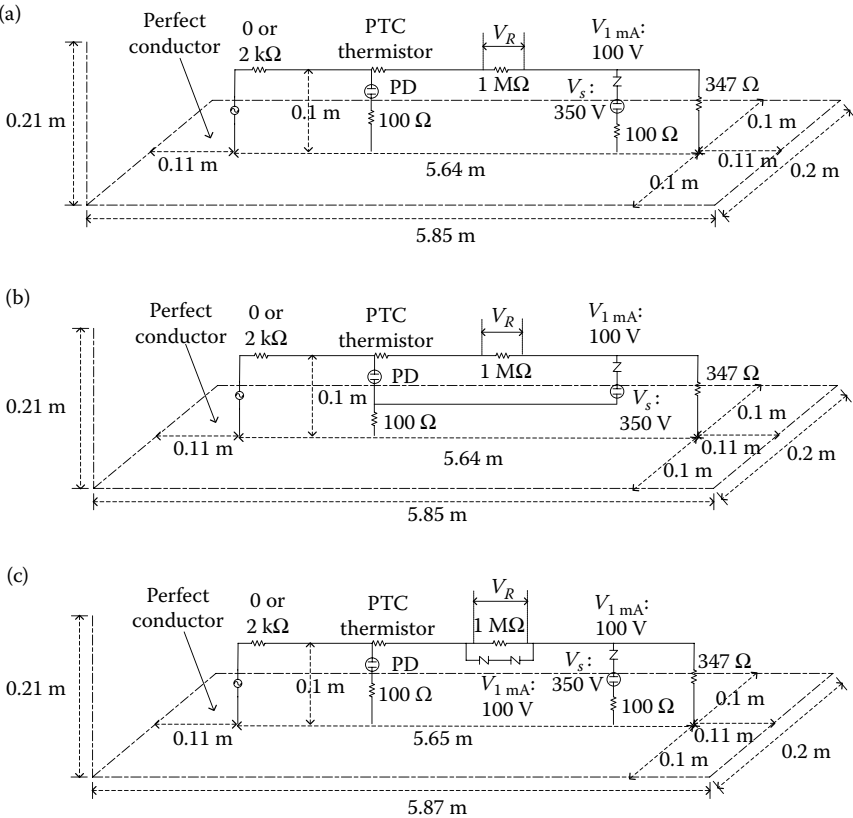 (a)
Perfect
conductor
0 or
2 kΩ
PTC
thermistor
V_R
V_1 mA:
100 V
PD
1 MΩ
V_s:
350 V
347 Ω
0.21 m
0.1 m
100 Ω
100 Ω
0.1 m
0.11 m
5.64 m
0.11 m
0.1 m
0.2 m
5.85 m
(b)
Perfect
conductor
0 or
2 kΩ
PTC
thermistor
V_R
V_1 mA:
100 V
PD
1 MΩ
347 Ω
0.21 m
0.1 m
100 Ω
V_s:
350 V
0.1 m
0.11 m
5.64 m
0.11 m
0.1 m
0.2 m
5.85 m
(c)
Perfect
conductor
0 or
2 kΩ
PTC
thermistor
V_R
1 MΩ
V_1 mA:
100 V
PD
V_s:
350 V
347 Ω
0.21 m
0.1 m
100 Ω
V_1 mA:
100 V
100 Ω
0.1 m
0.11 m
5.65 m
0.11 m
0.1 m
0.2 m
5.87 m